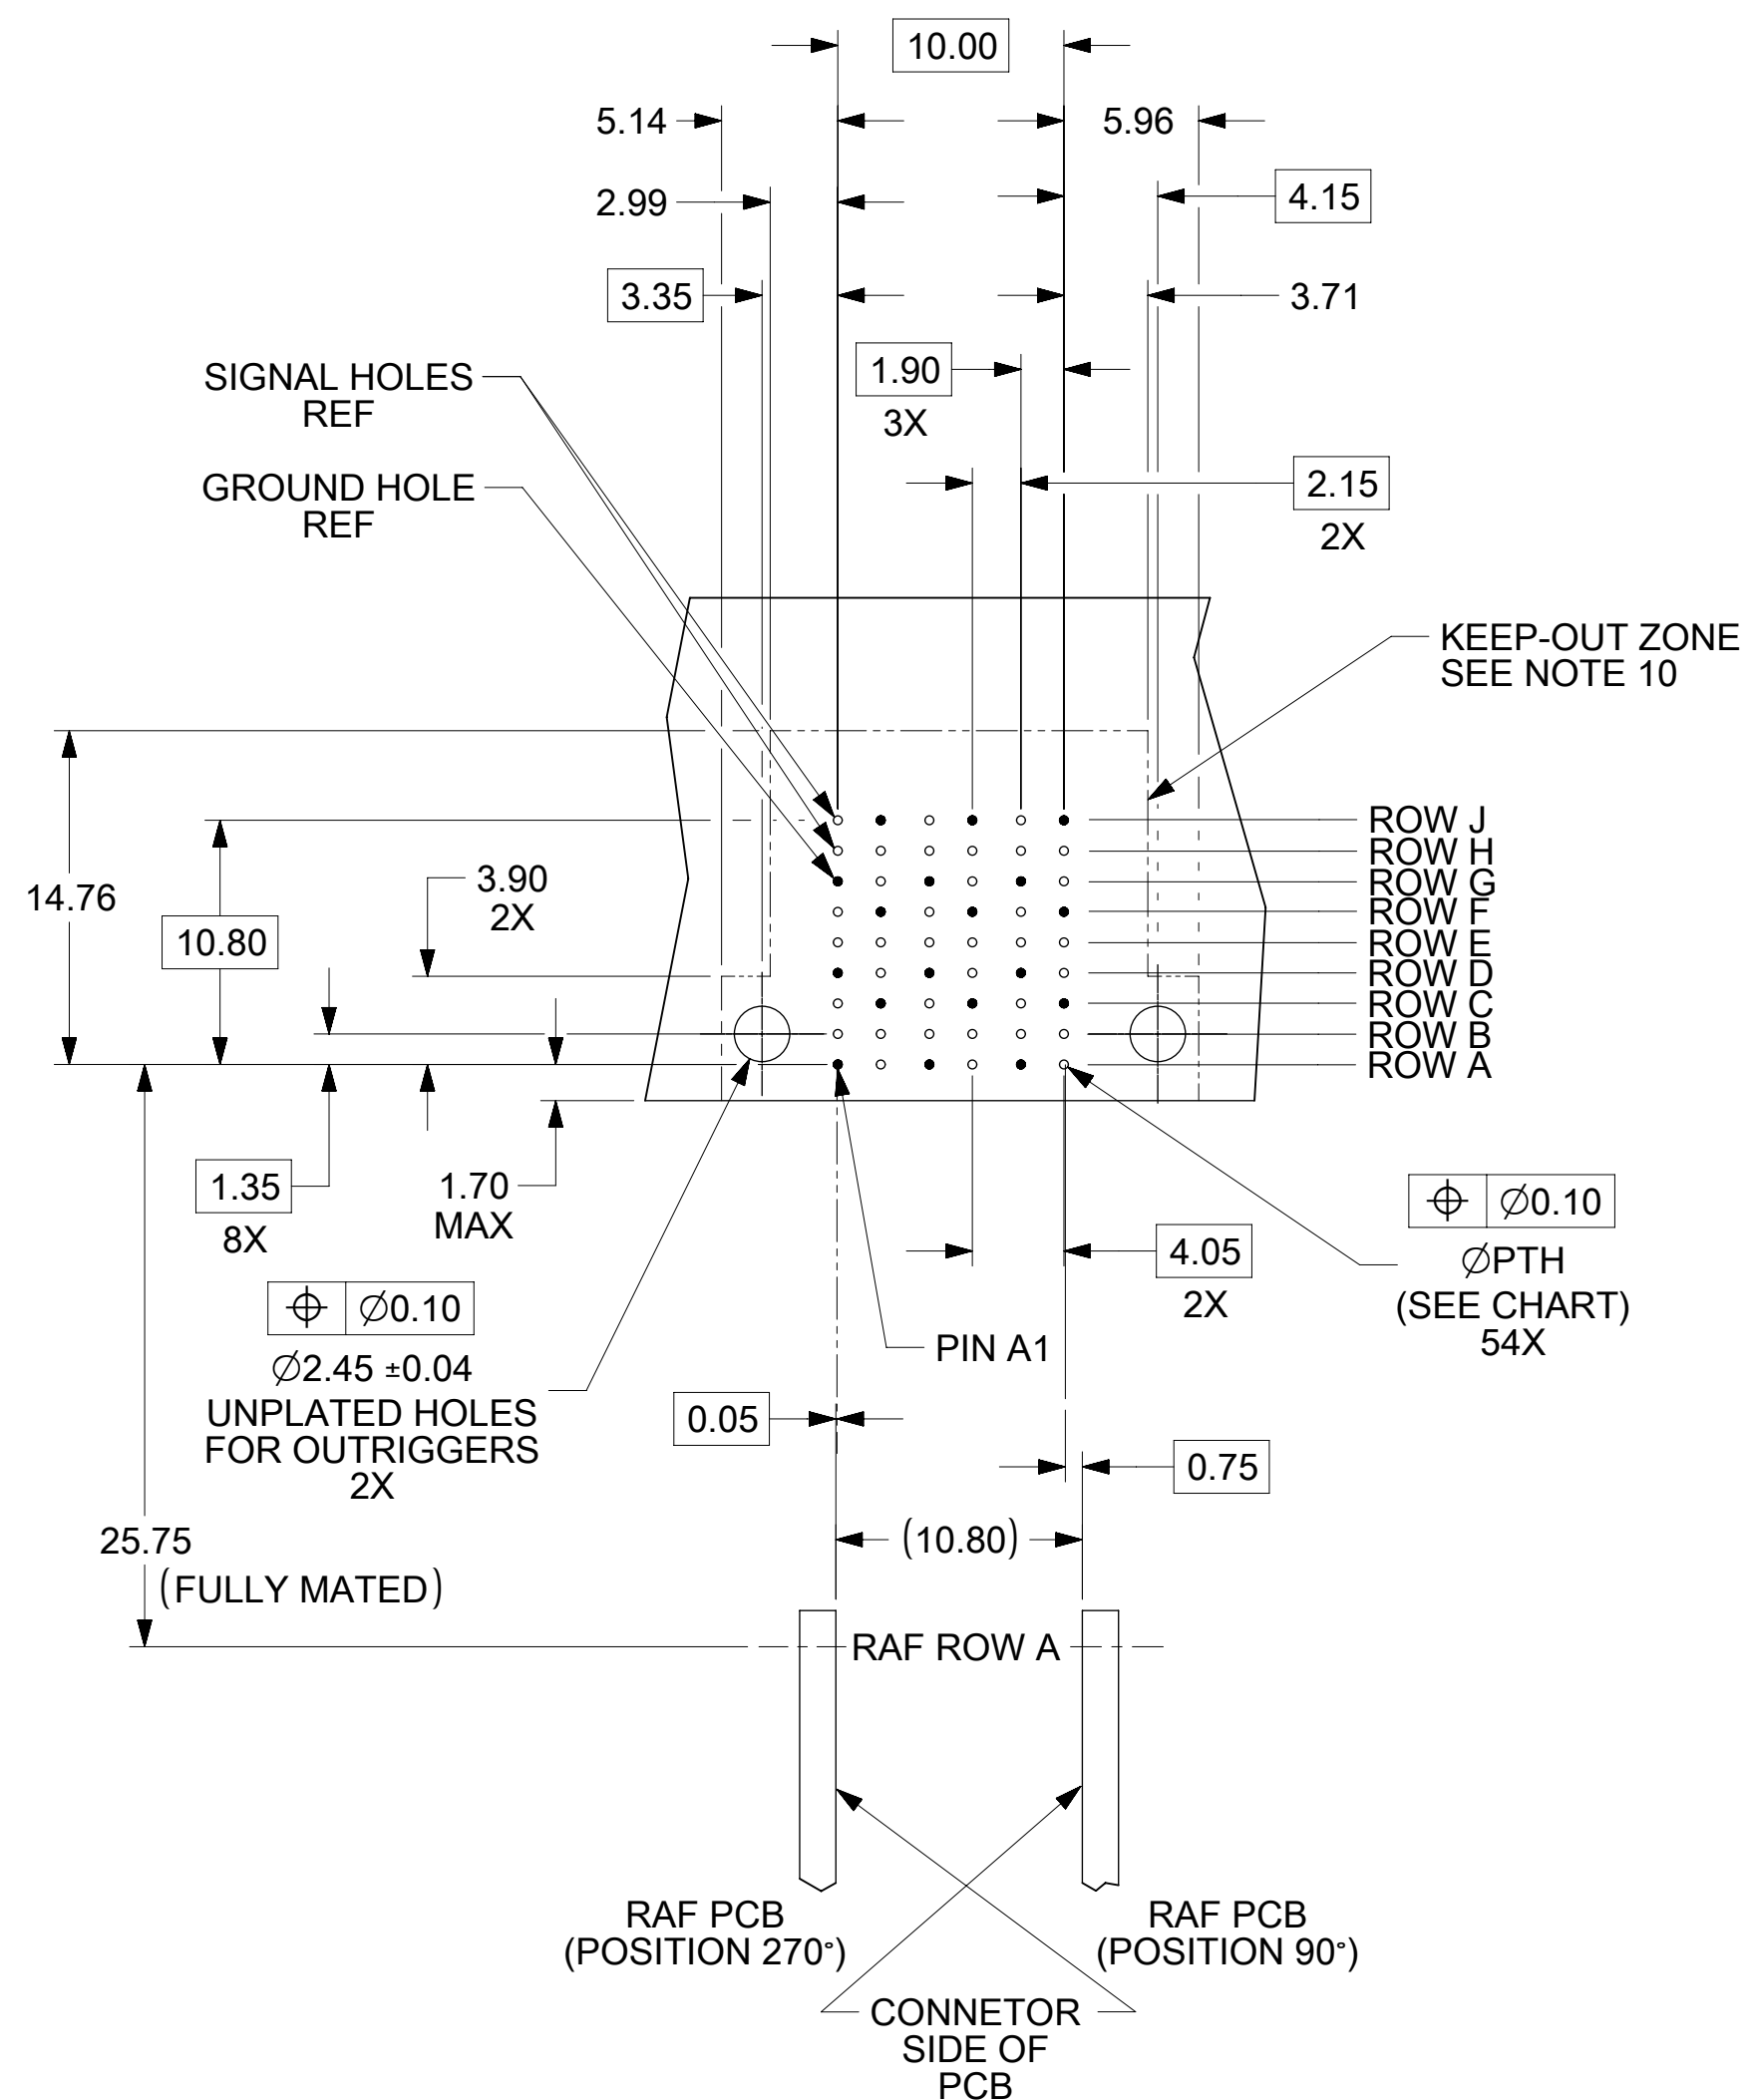 10.00
5.14
5.96
2.99
4.15
3.35
3.71
1.90
3X
SIGNAL HOLES
REF
GROUND HOLE
REF
2.15
2X
KEEP-OUT ZONE
SEE NOTE 10
ROW J
ROW H
ROW G
ROW F
ROW E
ROW D
ROW C
ROW B
ROW A
14.76
10.80
3.90
2X
1.35
8X
1.70
MAX
⌖ ∅0.10
∅2.45 ±0.04
UNPLATED HOLES
FOR OUTRIGGERS
2X
4.05
2X
⌖ ∅0.10
∅PTH
(SEE CHART)
54X
PIN A1
0.05
0.75
(10.80)
25.75
(FULLY MATED)
RAF ROW A
RAF PCB
(POSITION 270°)
RAF PCB
(POSITION 90°)
CONNETOR
SIDE OF
PCB